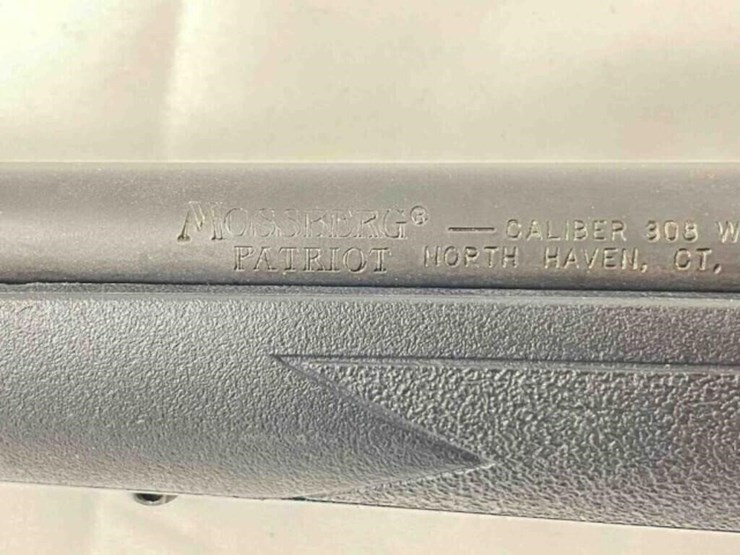 MOSSBERG® — CALIBER 308 W
PATRIOT NORTH HAVEN, CT,